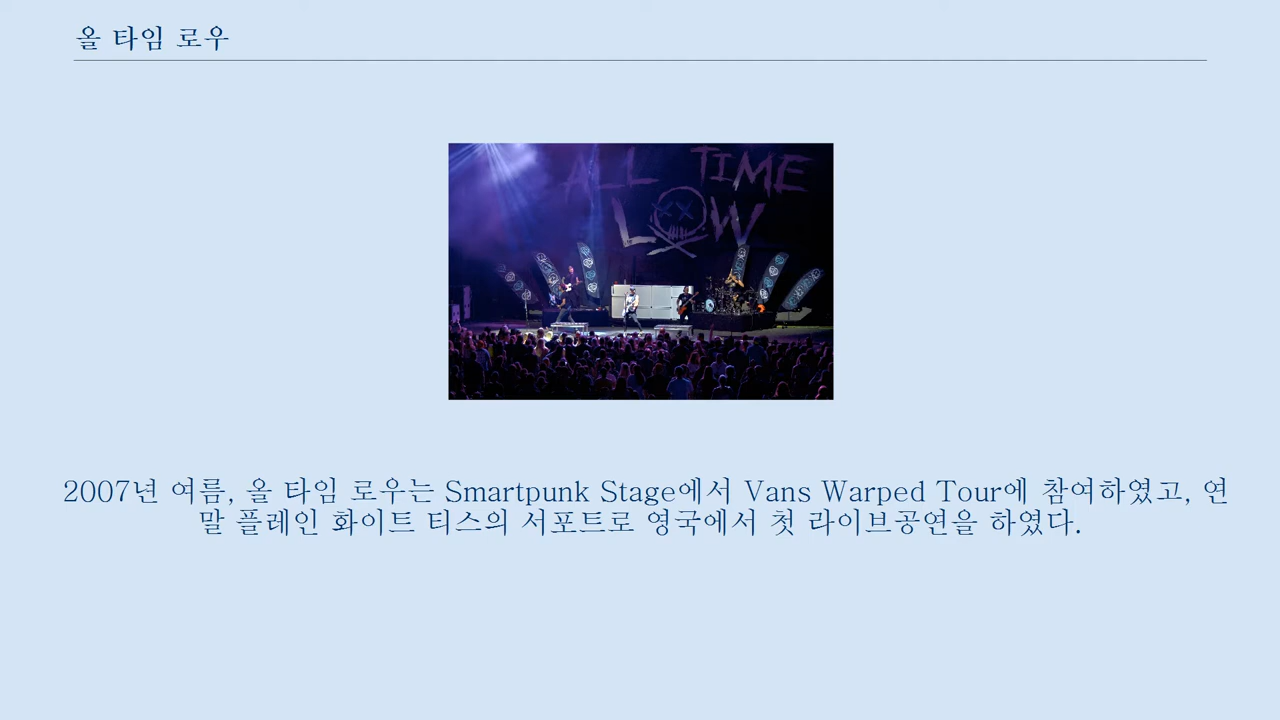 올 타임 로우
ALL TIME
LOW
2007년 여름, 올 타임 로우는 Smartpunk Stage에서 Vans Warped Tour에 참여하였고, 연
말 플레인 화이트 티스의 서포트로 영국에서 첫 라이브공연을 하였다.